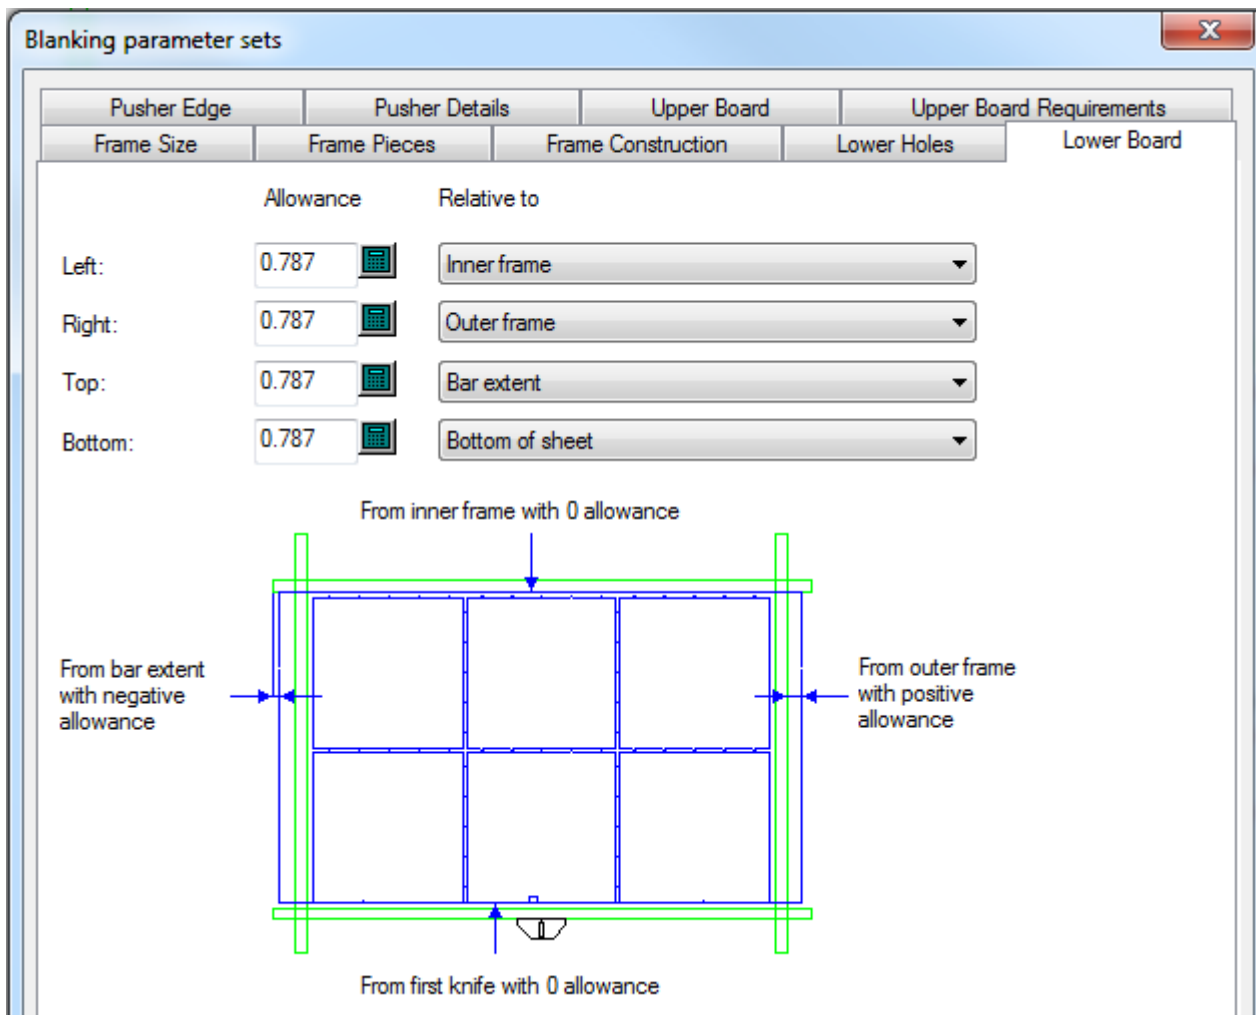 Blanking parameter sets
Pusher Edge Pusher Details Upper Board Upper Board Requirements
Frame Size Frame Pieces Frame Construction Lower Holes Lower Board
Allowance Relative to
Left: 0.787 Inner frame
Right: 0.787 Outer frame
Top: 0.787 Bar extent
Bottom: 0.787 Bottom of sheet
From inner frame with 0 allowance
From bar extent
with negative
allowance
From outer frame
with positive
allowance
From first knife with 0 allowance